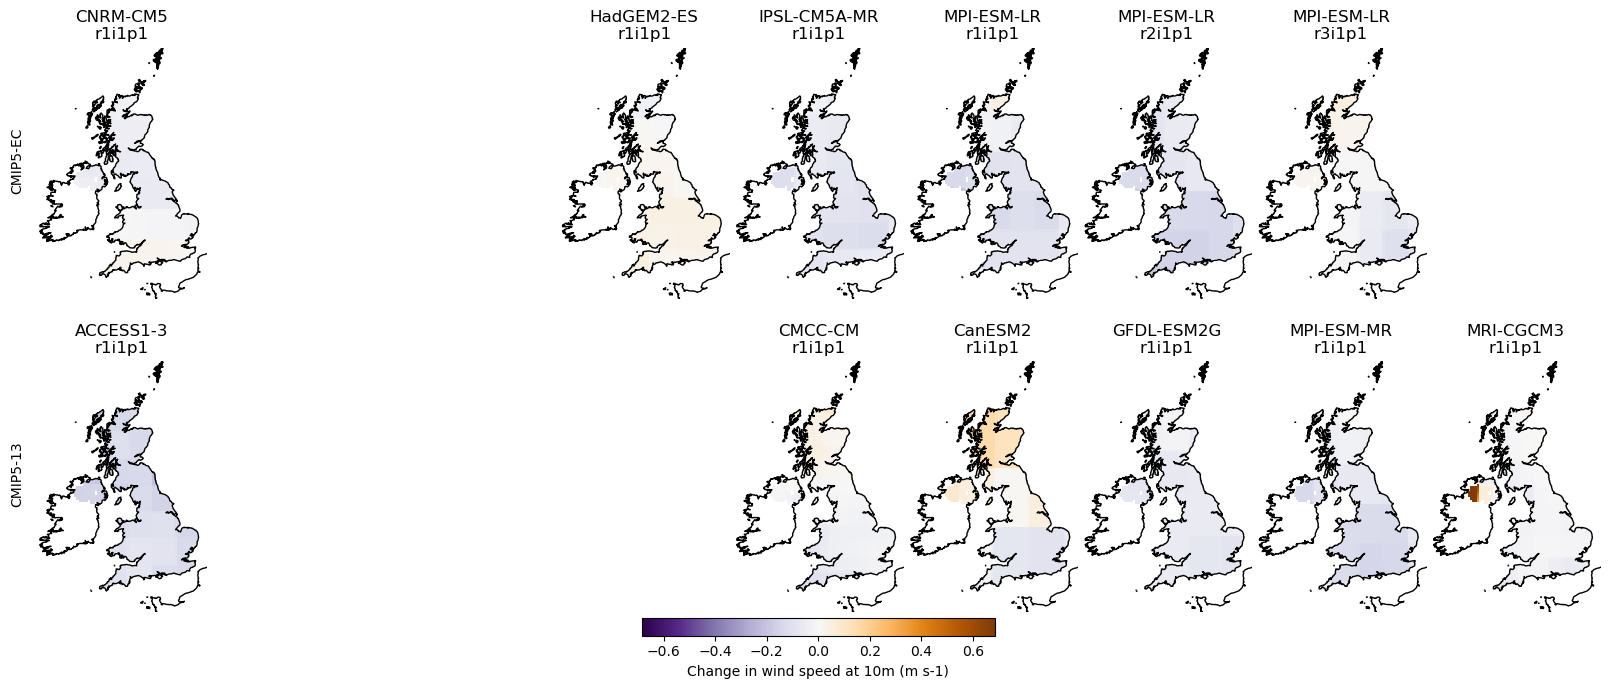 CNRM-CM5
r1i1p1
HadGEM2-ES
r1i1p1
IPSL-CM5A-MR
r1i1p1
MPI-ESM-LR
r1i1p1
MPI-ESM-LR
r2i1p1
MPI-ESM-LR
r3i1p1
CMIP5-EC
ACCESS1-3
r1i1p1
CMCC-CM
r1i1p1
CanESM2
r1i1p1
GFDL-ESM2G
r1i1p1
MPI-ESM-MR
r1i1p1
MRI-CGCM3
r1i1p1
CMIP5-13
−0.6 −0.4 −0.2 0.0 0.2 0.4 0.6
Change in wind speed at 10m (m s-1)